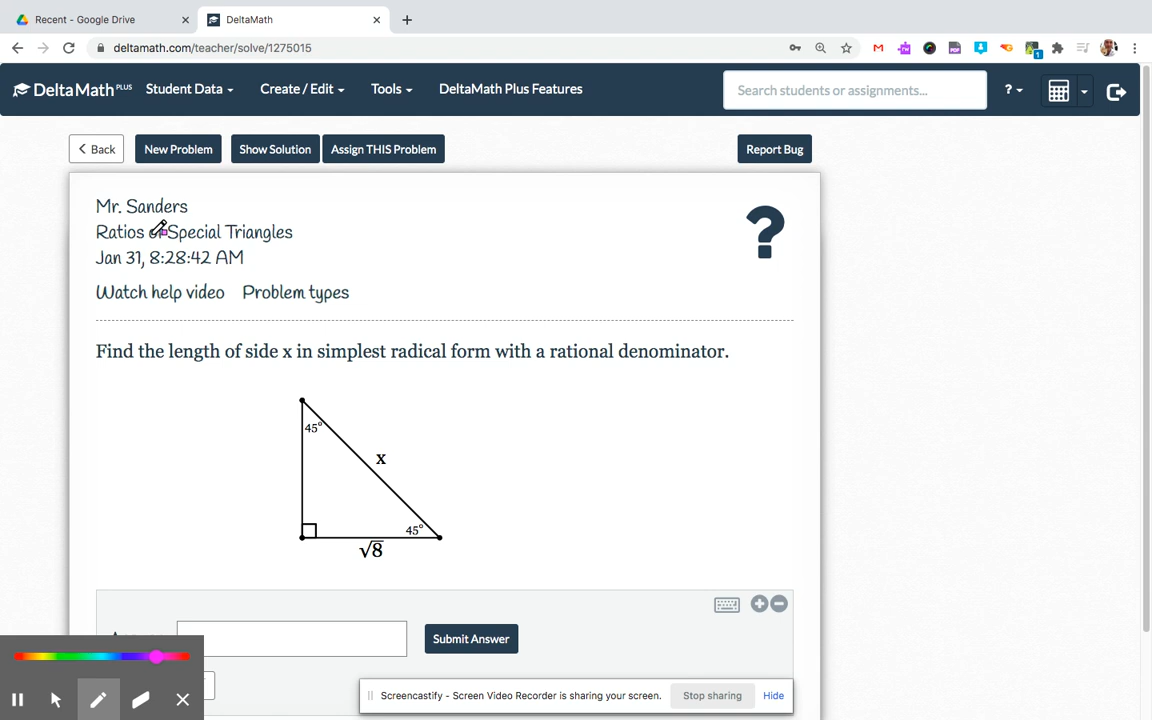 Recent - Google Drive
DeltaMath
deltamath.com/teacher/solve/1275015
1
DeltaMath PLUS
Student Data
Create / Edit
Tools
DeltaMath Plus Features
Search students or assignments...
?
Back
New Problem
Show Solution
Assign THIS Problem
Report Bug
Mr. Sanders
Ratios of Special Triangles
Jan 31, 8:28:42 AM
?
Watch help video
Problem types
Find the length of side x in simplest radical form with a rational denominator.
45°
x
45°
√8
Submit Answer
Screencastify - Screen Video Recorder is sharing your screen.
Stop sharing
Hide